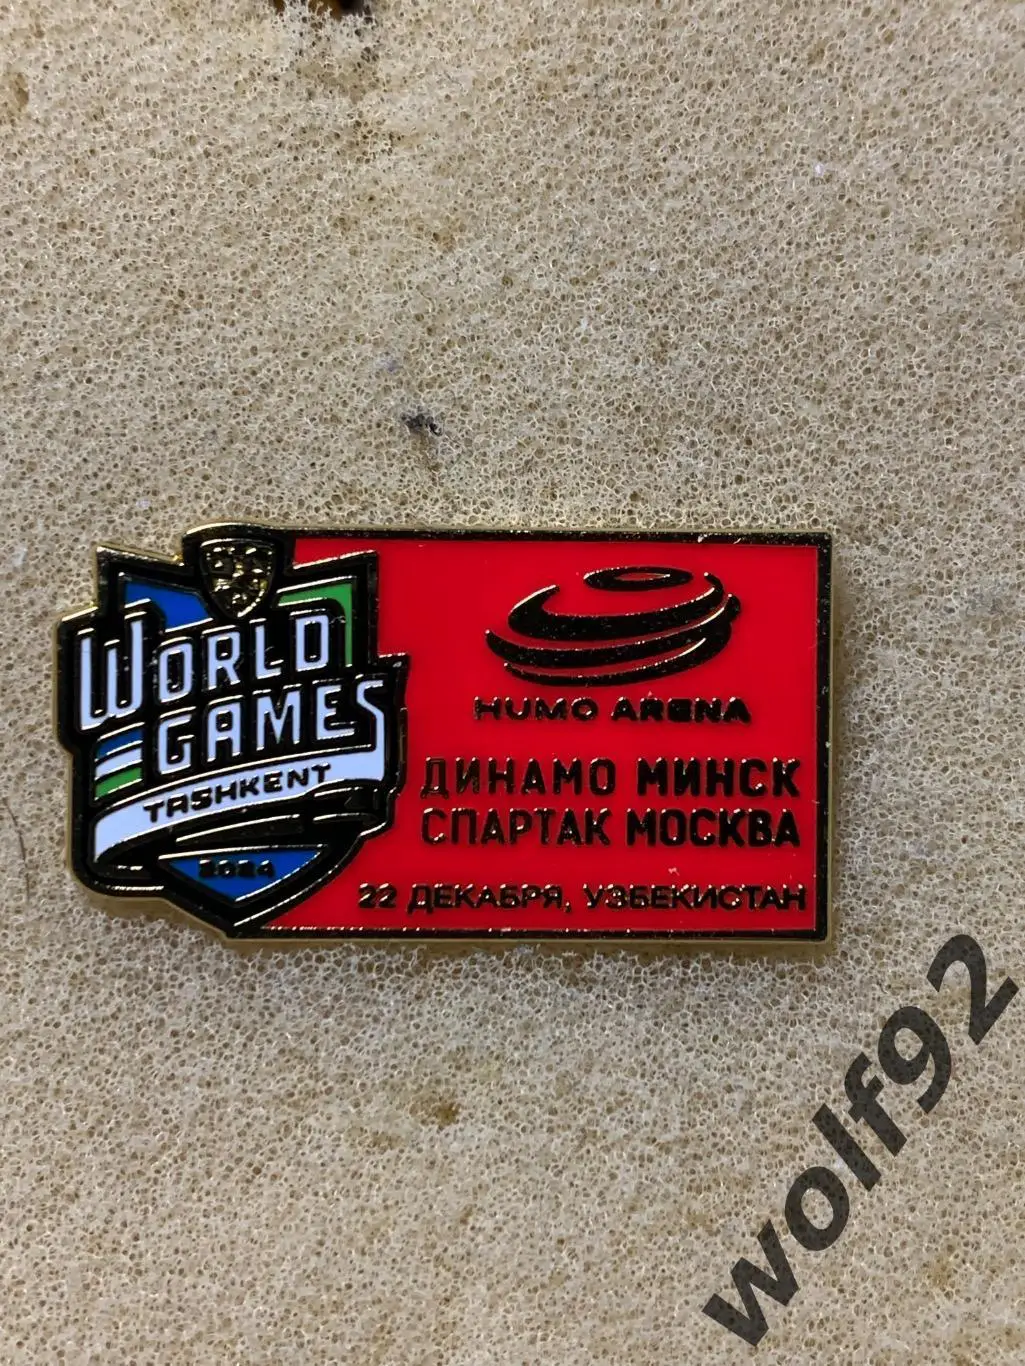 WORLD
GAMES
TASHKENT
2024
HUMO ARENA
ДИНАМО МИНСК
СПАРТАК МОСКВА
22 ДЕКАБРЯ, УЗБЕКИСТАН
wolf92